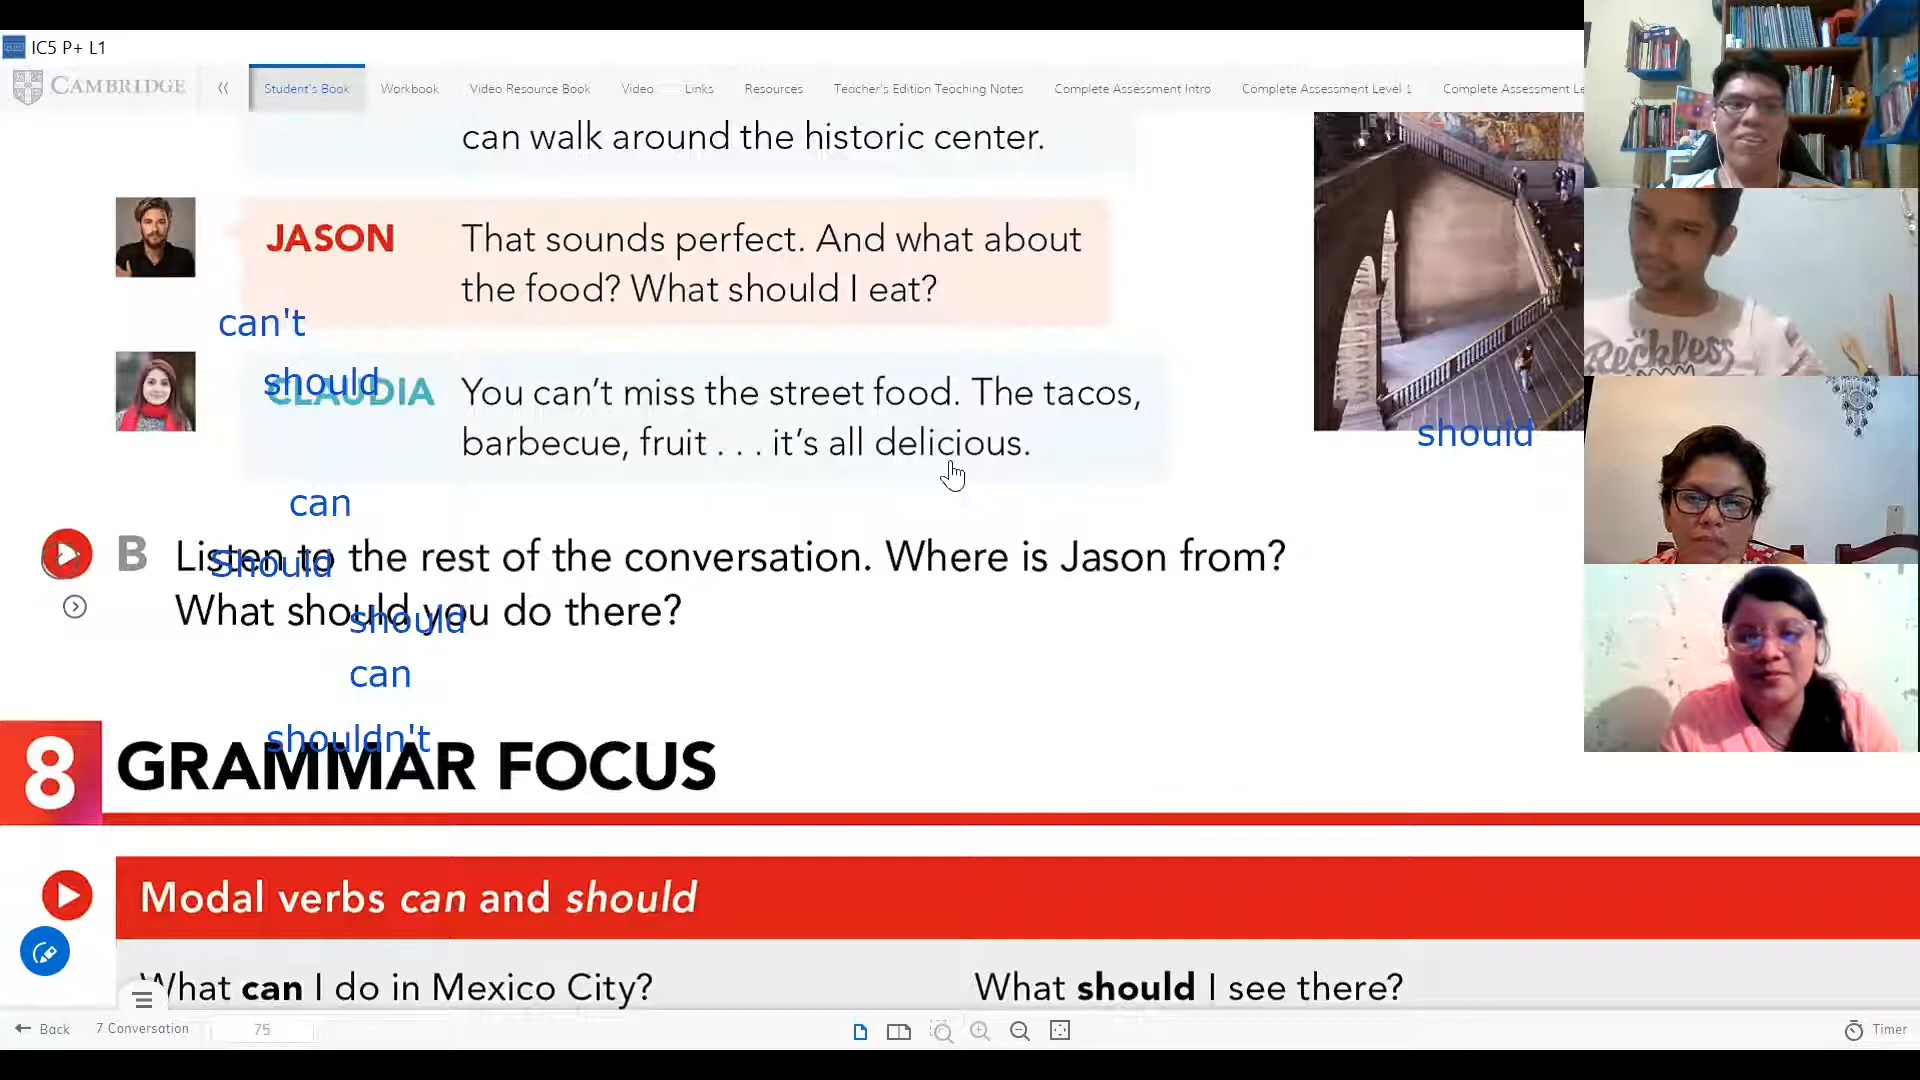 IC5 P+ L1
CAMBRIDGE
Student's Book
Workbook
Video Resource Book
Video
Links
Resources
Teacher's Edition Teaching Notes
Complete Assessment Intro
Complete Assessment Level 1
Complete Assessment Le
can walk around the historic center.
JASON
That sounds perfect. And what about
the food? What should I eat?
can't
should
CLAUDIA
You can't miss the street food. The tacos,
barbecue, fruit . . . it's all delicious.
should
can
B Listen to the rest of the conversation. Where is Jason from?
Should
What should you do there?
should
can
shouldn't
8 GRAMMAR FOCUS
Modal verbs can and should
What can I do in Mexico City?
What should I see there?
Back
7 Conversation
75
Timer
Reckless